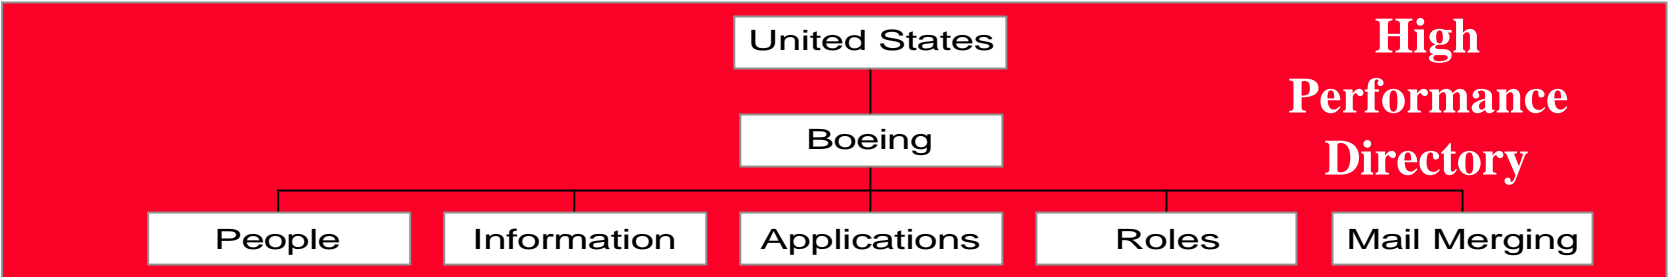 United States
High
Performance
Directory
Boeing
People
Information
Applications
Roles
Mail Merging